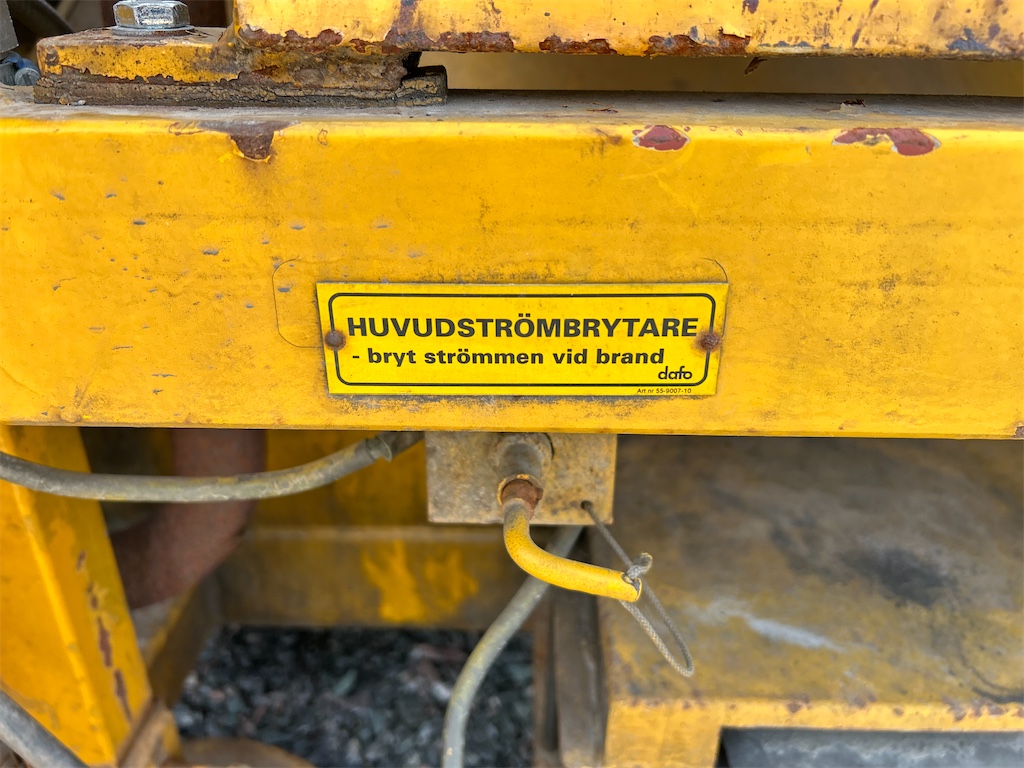 HUVUDSTRÖMBRYTARE
- bryt strömmen vid brand
dafo
Art nr 55-9007-10